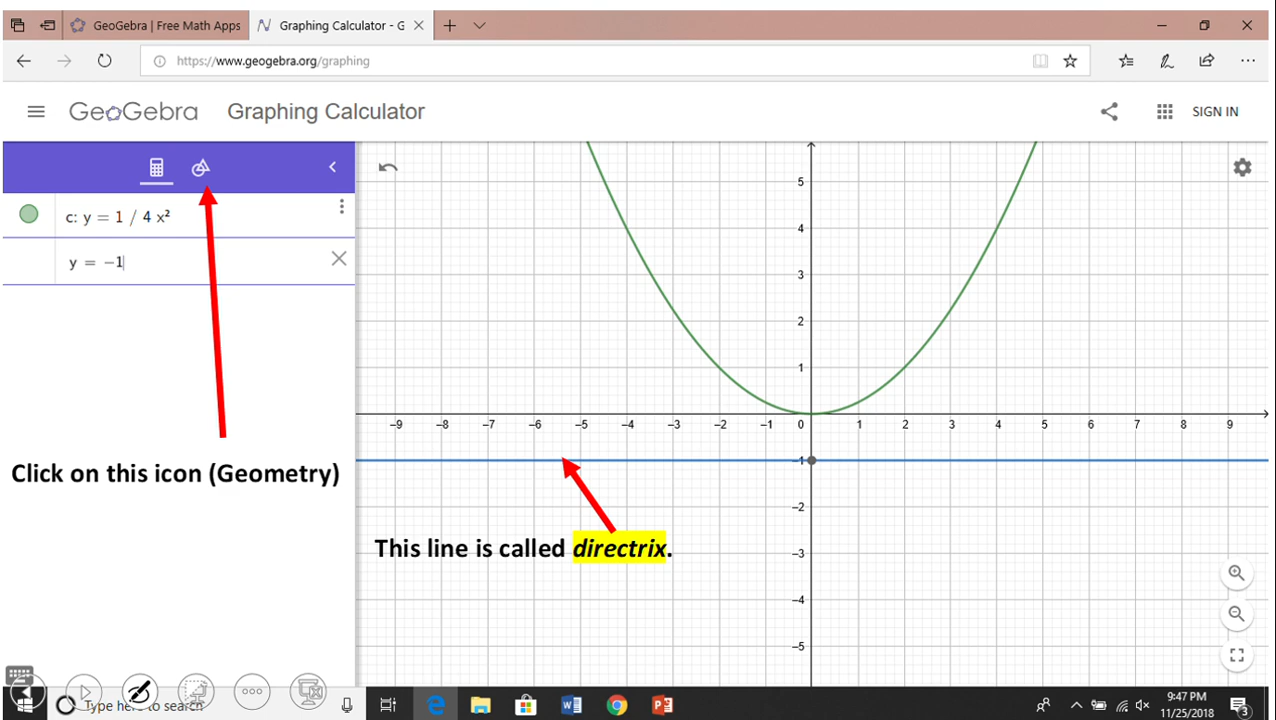 GeoGebra | Free Math Apps
Graphing Calculator - G
https://www.geogebra.org/graphing
GeoGebra
Graphing Calculator
SIGN IN
c: y = 1 / 4 x²
y = −1
Click on this icon (Geometry)
This line is called directrix.
5
4
3
2
1
−9 −8 −7 −6 −5 −4 −3 −2 −1 0 1 2 3 4 5 6 7 8 9
−1
−2
−3
−4
−5
Type here to search
9:47 PM
11/25/2018
3